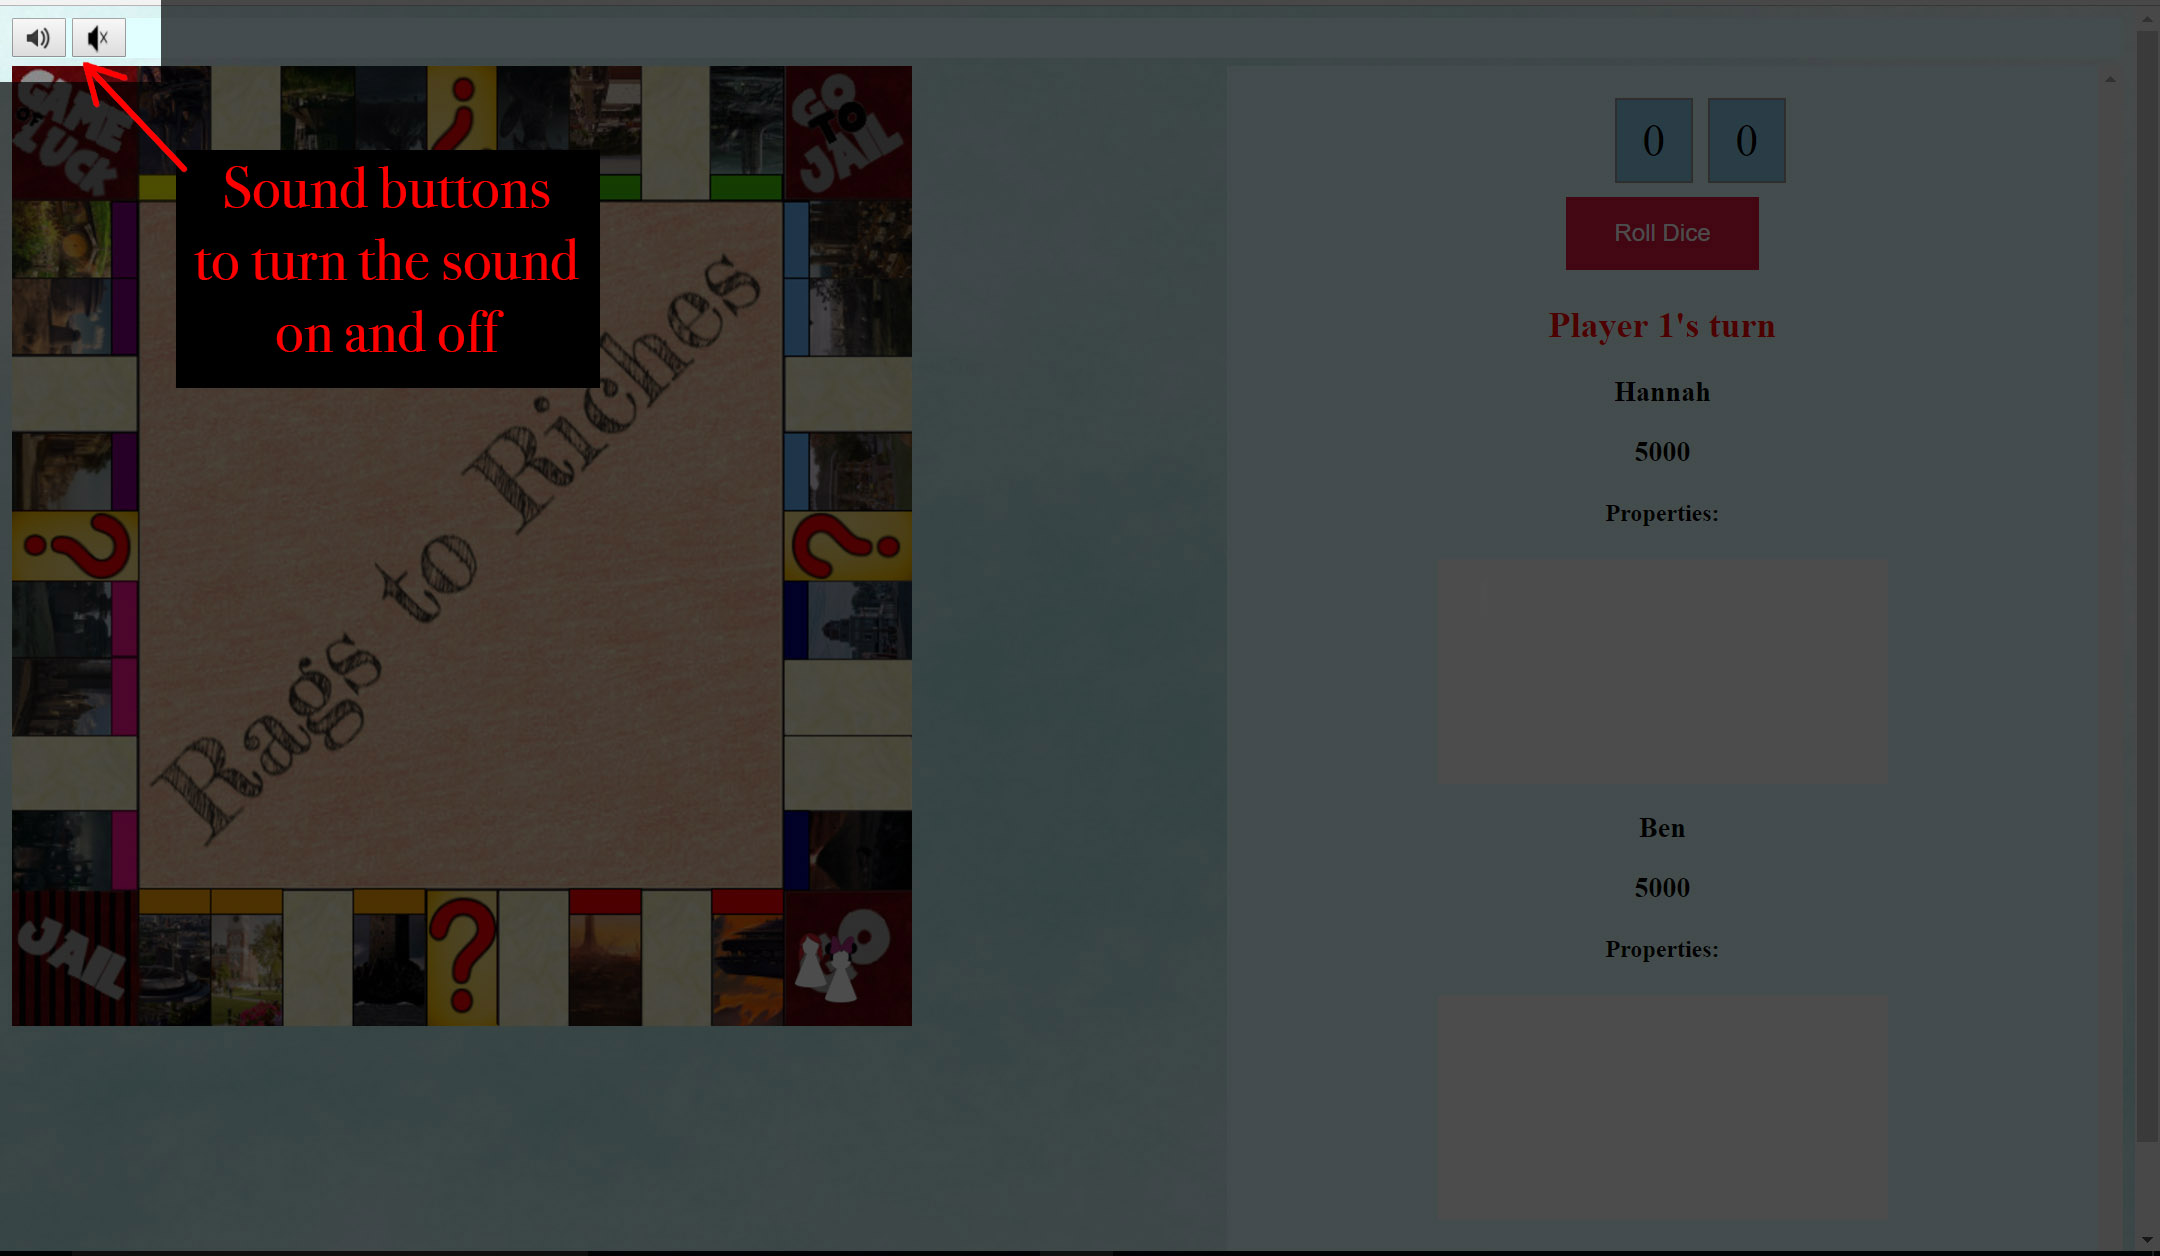 GAME
OF
LUCK
GO
TO
JAIL
Sound buttons
to turn the sound
on and off
Rags to Riches
JAIL
0 0
Roll Dice
Player 1's turn
Hannah
5000
Properties:
Ben
5000
Properties: